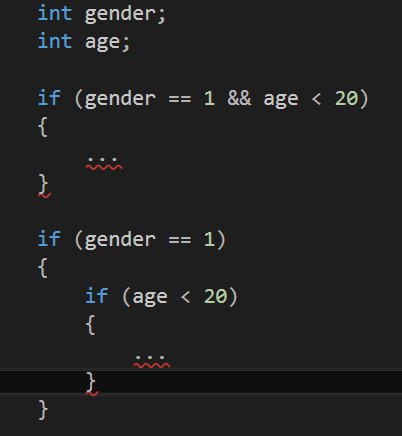 int gender;
int age;
if (gender == 1 && age < 20)
{
...
}
if (gender == 1)
{
if (age < 20)
{
...
}
}